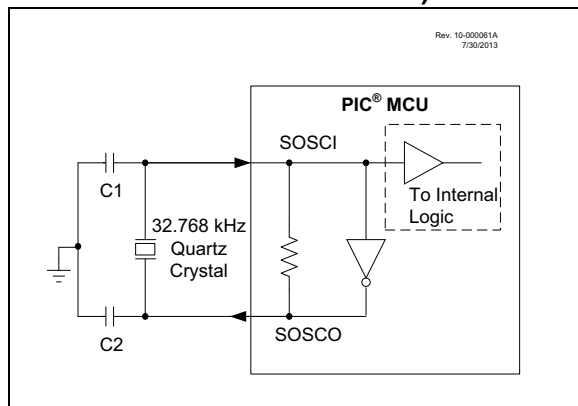 Rev. 10-000061A
7/30/2013
PIC® MCU
SOSCI
C1
To Internal
Logic
32.768 kHz
Quartz
Crystal
SOSCO
C2